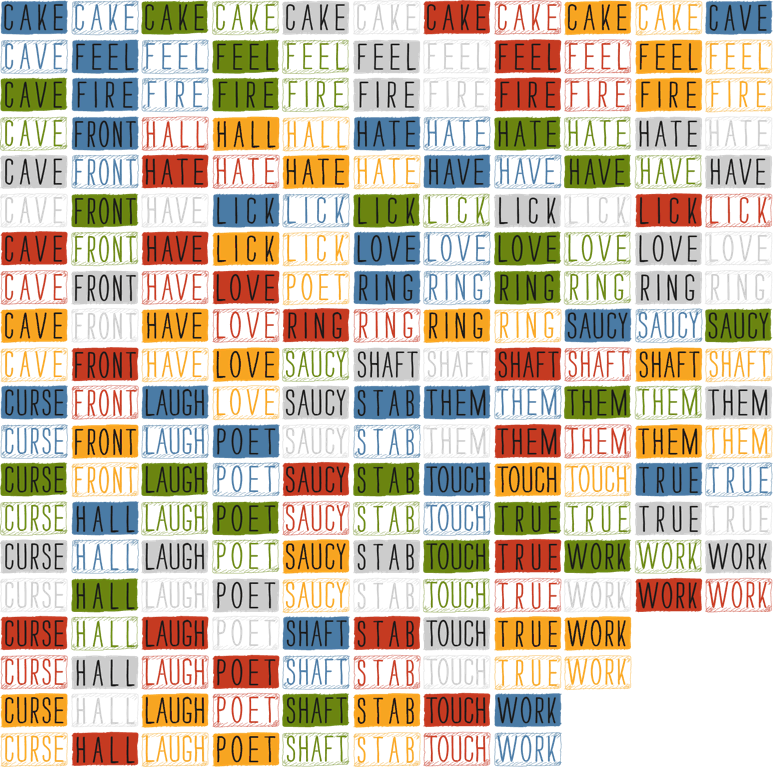 CAKE CAKE CAKE CAKE CAKE CAKE CAKE CAKE CAKE CAKE CAVE
CAVE FEEL FEEL FEEL FEEL FEEL FEEL FEEL FEEL FEEL FEEL
CAVE FIRE FIRE FIRE FIRE FIRE FIRE FIRE FIRE FIRE FIRE
CAVE FRONT HALL HALL HALL HATE HATE HATE HATE HATE HATE
CAVE FRONT HATE HATE HATE HATE HAVE HAVE HAVE HAVE HAVE
CAVE FRONT HAVE LICK LICK LICK LICK LICK LICK LICK LICK
CAVE FRONT HAVE LICK LICK LOVE LOVE LOVE LOVE LOVE LOVE
CAVE FRONT HAVE LOVE POET RING RING RING RING RING RING
CAVE FRONT HAVE LOVE RING RING RING RING SAUCY SAUCY SAUCY
CAVE FRONT HAVE LOVE SAUCY SHAFT SHAFT SHAFT SHAFT SHAFT SHAFT
CURSE FRONT LAUGH LOVE SAUCY STAB THEM THEM THEM THEM THEM
CURSE FRONT LAUGH POET SAUCY STAB THEM THEM THEM THEM THEM
CURSE FRONT LAUGH POET SAUCY STAB TOUCH TOUCH TOUCH TRUE TRUE
CURSE HALL LAUGH POET SAUCY STAB TOUCH TRUE TRUE TRUE TRUE
CURSE HALL LAUGH POET SAUCY STAB TOUCH TRUE WORK WORK WORK
CURSE HALL LAUGH POET SAUCY STAB TOUCH TRUE WORK WORK WORK
CURSE HALL LAUGH POET SHAFT STAB TOUCH TRUE WORK
CURSE HALL LAUGH POET SHAFT STAB TOUCH TRUE WORK
CURSE HALL LAUGH POET SHAFT STAB TOUCH WORK
CURSE HALL LAUGH POET SHAFT STAB TOUCH WORK